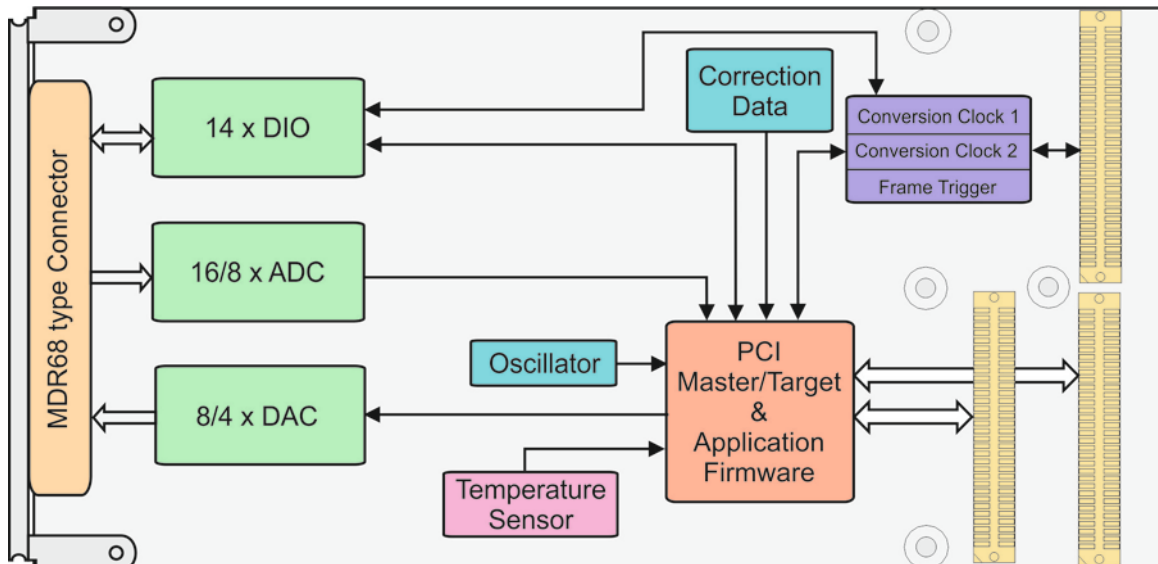 MDR68 type Connector
14 x DIO
16/8 x ADC
8/4 x DAC
Correction
Data
Conversion Clock 1
Conversion Clock 2
Frame Trigger
Oscillator
Temperature
Sensor
PCI
Master/Target
&
Application
Firmware